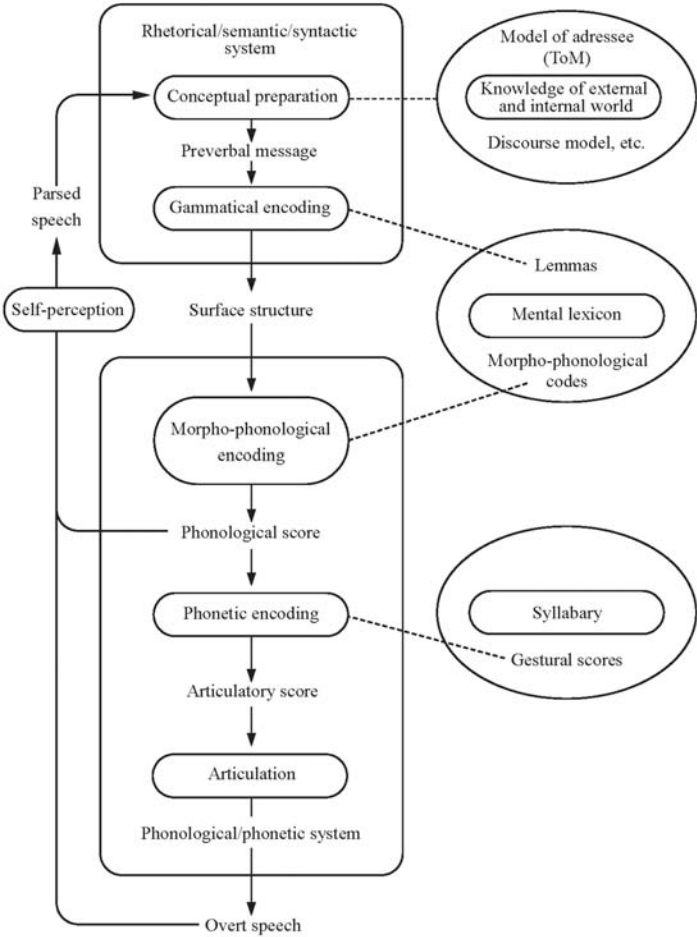 Rhetorical/semantic/syntactic
system
Conceptual preparation
Preverbal message
Gammatical encoding
Model of adressee
(ToM)
Knowledge of external
and internal world
Discourse model, etc.
Parsed
speech
Self-perception
Surface structure
Lemmas
Mental lexicon
Morpho-phonological
codes
Morpho-phonological
encoding
Phonological score
Phonetic encoding
Syllabary
Gestural scores
Articulatory score
Articulation
Phonological/phonetic system
Overt speech